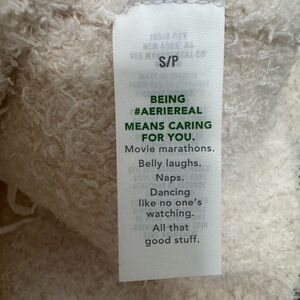 S/P
BEING
#AERIEREAL
MEANS CARING
FOR YOU.
Movie marathons.
Belly laughs.
Naps.
Dancing
like no one's
watching.
All that
good stuff.